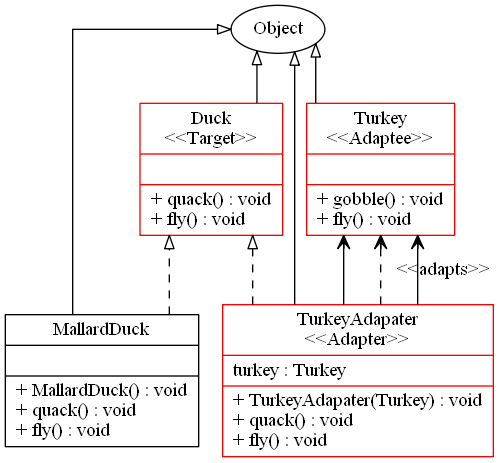 Object
Duck
<<Target>>
+ quack() : void
+ fly() : void
Turkey
<<Adaptee>>
+ gobble() : void
+ fly() : void
<<adapts>>
MallardDuck
+ MallardDuck() : void
+ quack() : void
+ fly() : void
TurkeyAdapater
<<Adapter>>
turkey : Turkey
+ TurkeyAdapater(Turkey) : void
+ quack() : void
+ fly() : void